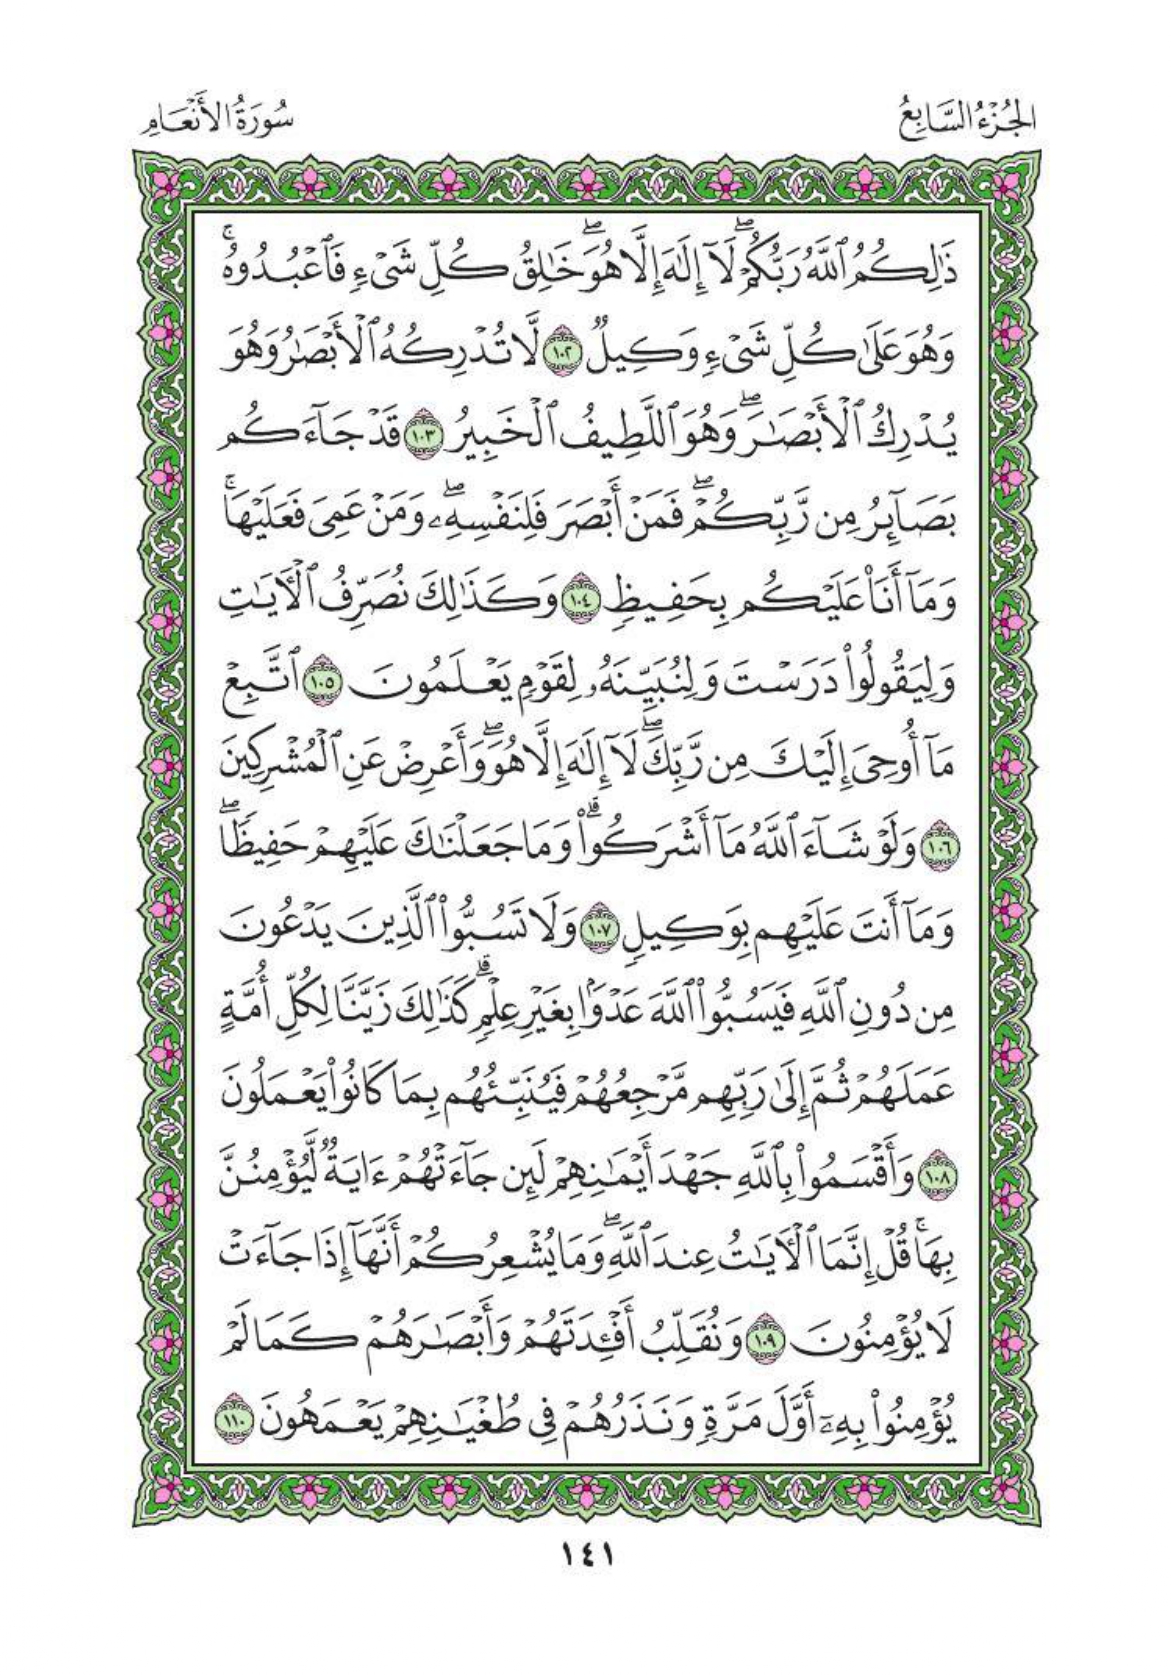 الجُزْءُ السَّابِعُ
سُورَةُ الأَنْعَامِ
ذَٰلِكُمُ ٱللَّهُ رَبُّكُمْۖ لَآ إِلَٰهَ إِلَّا هُوَۖ خَٰلِقُ كُلِّ شَىْءٍ فَٱعْبُدُوهُۚ
وَهُوَ عَلَىٰ كُلِّ شَىْءٍ وَكِيلٌ ١٠٢ لَّا تُدْرِكُهُ ٱلْأَبْصَٰرُ وَهُوَ
يُدْرِكُ ٱلْأَبْصَٰرَۖ وَهُوَ ٱللَّطِيفُ ٱلْخَبِيرُ ١٠٣ قَدْ جَآءَكُم
بَصَآئِرُ مِن رَّبِّكُمْۖ فَمَنْ أَبْصَرَ فَلِنَفْسِهِۦۖ وَمَنْ عَمِىَ فَعَلَيْهَاۚ
وَمَآ أَنَا۠ عَلَيْكُم بِحَفِيظٍ ١٠٤ وَكَذَٰلِكَ نُصَرِّفُ ٱلْأَيَٰتِ
وَلِيَقُولُوا۟ دَرَسْتَ وَلِنُبَيِّنَهُۥ لِقَوْمٍ يَعْلَمُونَ ١٠٥ ٱتَّبِعْ
مَآ أُوحِىَ إِلَيْكَ مِن رَّبِّكَۖ لَآ إِلَٰهَ إِلَّا هُوَۖ وَأَعْرِضْ عَنِ ٱلْمُشْرِكِينَ
١٠٦ وَلَوْ شَآءَ ٱللَّهُ مَآ أَشْرَكُوا۟ۗ وَمَا جَعَلْنَٰكَ عَلَيْهِمْ حَفِيظًاۖ
وَمَآ أَنتَ عَلَيْهِم بِوَكِيلٍ ١٠٧ وَلَا تَسُبُّوا۟ ٱلَّذِينَ يَدْعُونَ
مِن دُونِ ٱللَّهِ فَيَسُبُّوا۟ ٱللَّهَ عَدْوًۢا بِغَيْرِ عِلْمٍۗ كَذَٰلِكَ زَيَّنَّا لِكُلِّ أُمَّةٍ
عَمَلَهُمْ ثُمَّ إِلَىٰ رَبِّهِم مَّرْجِعُهُمْ فَيُنَبِّئُهُم بِمَا كَانُوا۟ يَعْمَلُونَ
١٠٨ وَأَقْسَمُوا۟ بِٱللَّهِ جَهْدَ أَيْمَٰنِهِمْ لَئِن جَآءَتْهُمْ ءَايَةٌ لَّيُؤْمِنُنَّ
بِهَاۚ قُلْ إِنَّمَا ٱلْأَيَٰتُ عِندَ ٱللَّهِۖ وَمَا يُشْعِرُكُمْ أَنَّهَآ إِذَا جَآءَتْ
لَا يُؤْمِنُونَ ١٠٩ وَنُقَلِّبُ أَفْـِٔدَتَهُمْ وَأَبْصَٰرَهُمْ كَمَا لَمْ
يُؤْمِنُوا۟ بِهِۦٓ أَوَّلَ مَرَّةٍ وَنَذَرُهُمْ فِى طُغْيَٰنِهِمْ يَعْمَهُونَ ١١٠
١٤١